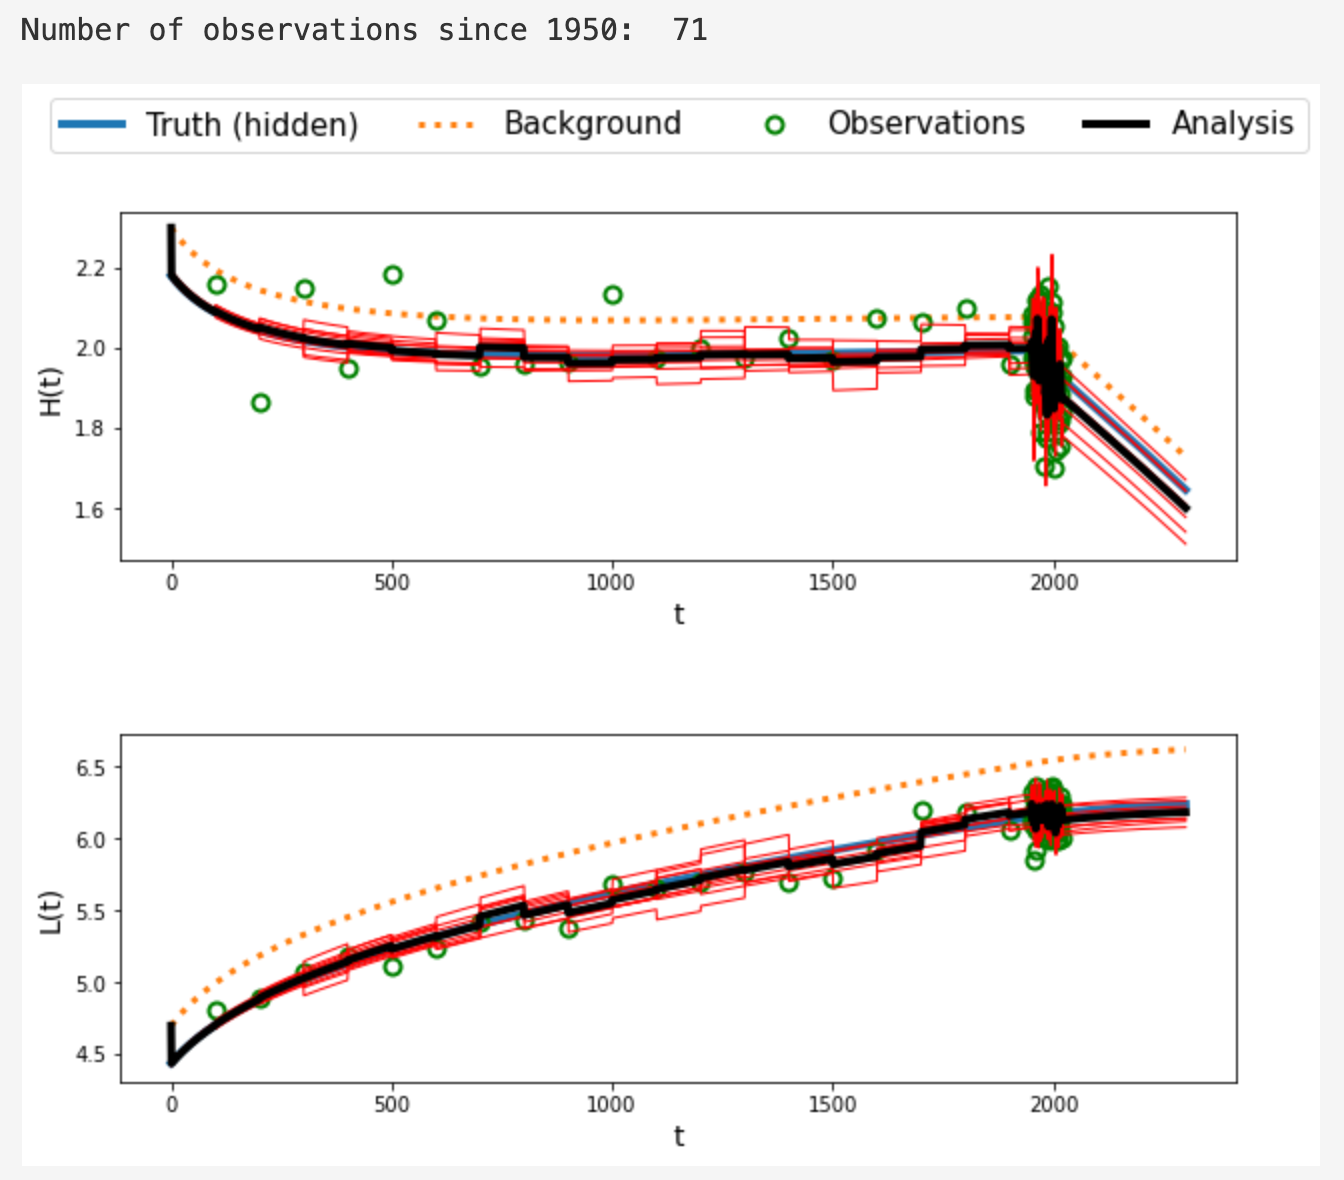 Number of observations since 1950:  71
Truth (hidden) Background Observations Analysis
2.2
2.0
1.8
1.6
H(t)
0 500 1000 1500 2000
t
6.5
6.0
5.5
5.0
4.5
L(t)
0 500 1000 1500 2000
t